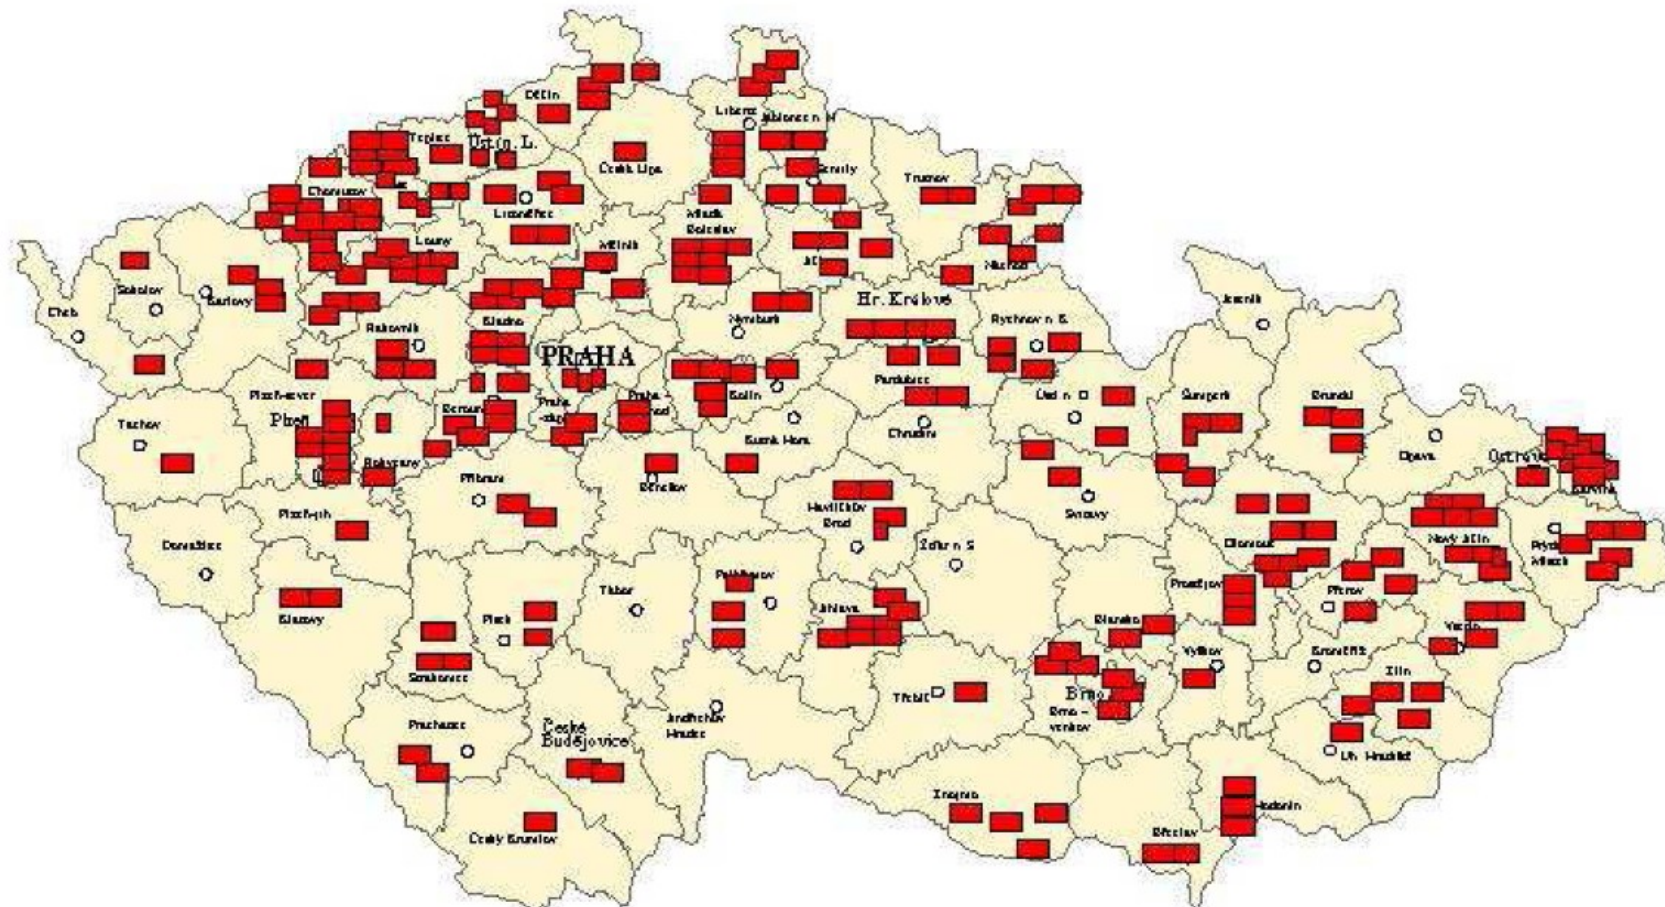 Děčín
Liberec
Jablonec n. N
Teplice
Ústí n. L.
Česká Lípa
Semily
Trutnov
Chomutov
Litoměřice
Mladá
Boleslav
Louny
Mělník
Jičín
Náchod
Sokolov
Karlovy
Cheb
Hr. Králové
Jeseník
Rakovník
Kladno
Nymburk
Rychnov n. K.
PRAHA
Plzeň-sever
Pardubice
Kolín
Ústí n O
Šumperk
Bruntál
Plzeň
Beroun
Praha
Praha
Tachov
Kutná Hora
Chrudim
Opava
Ostrava
Rokycany
Karviná
Příbram
Benešov
Havlíčkův
Brod
Svitavy
Plzeň-jih
Domažlice
Žďár n S
Olomouc
Nový Jičín
Frýdek
Místek
Pelhřimov
Prostějov
Přerov
Klatovy
Písek
Tábor
Jihlava
Blansko
Vsetín
Vyškov
Kroměříž
Zlín
Strakonice
Třebíč
Brno
Brno -
venkov
Prachatice
České
Budějovice
Jindřichův
Hradec
Uh. Hradiště
Znojmo
Hodonín
Břeclav
Český Krumlov